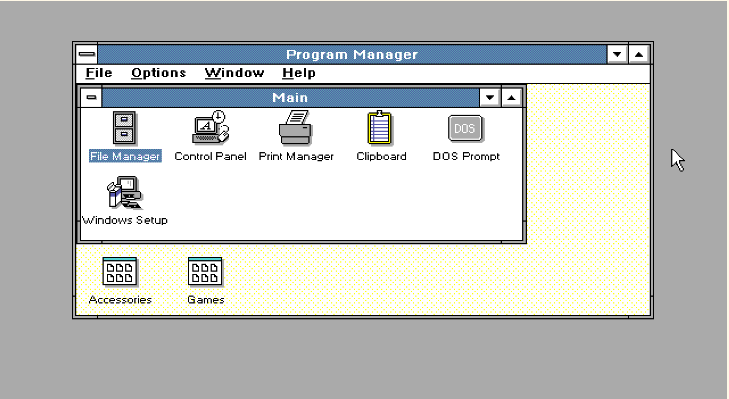 Program Manager
File Options Window Help
Main
File Manager Control Panel Print Manager Clipboard DOS DOS Prompt
Windows Setup
Accessories Games